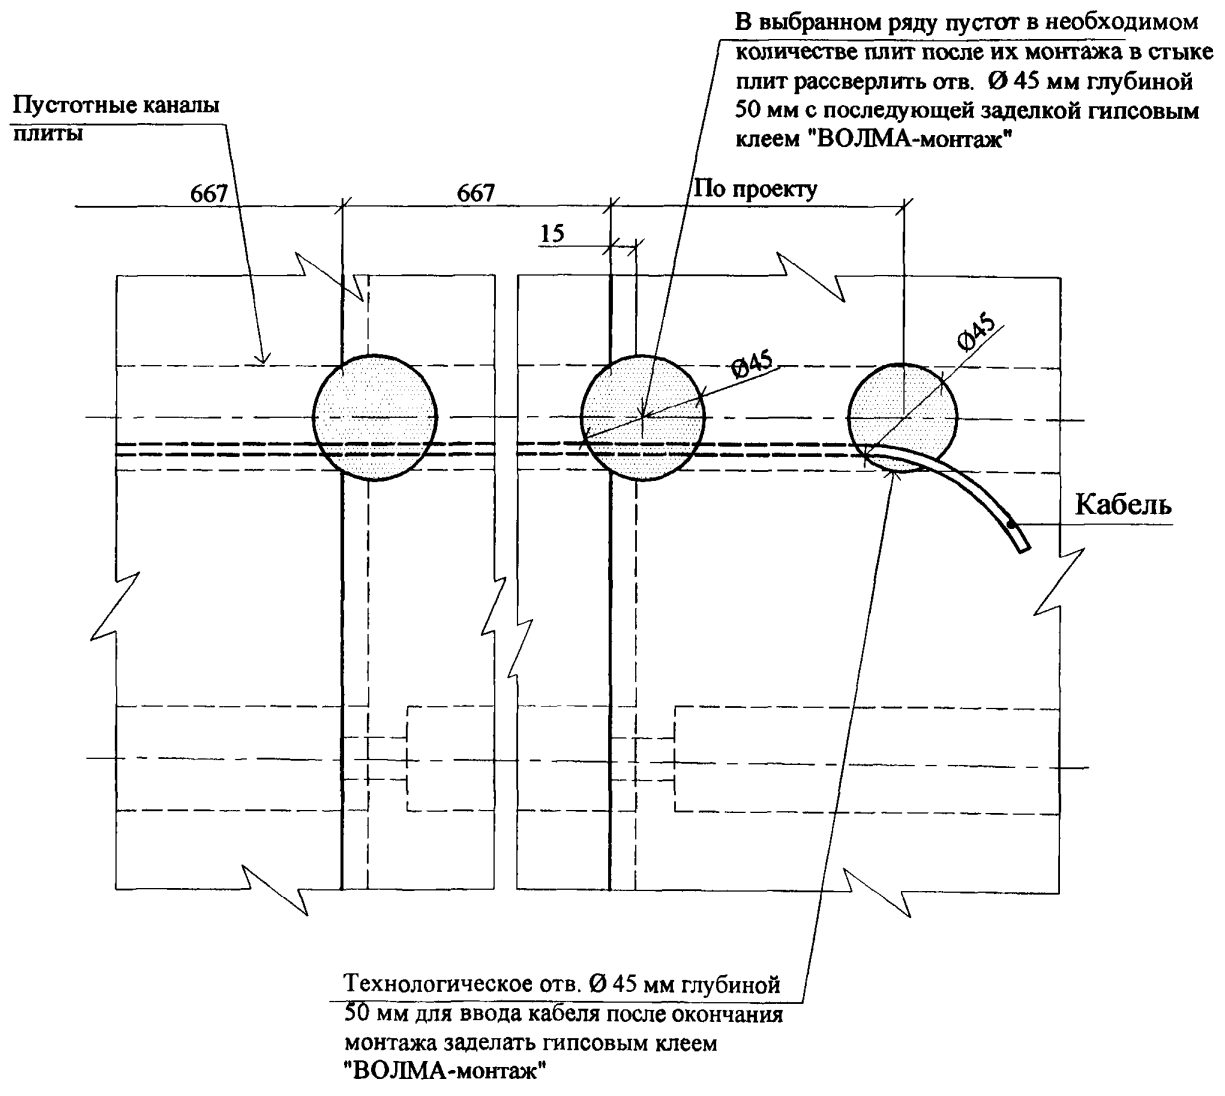 В выбранном ряду пустот в необходимом
количестве плит после их монтажа в стыке
плит рассверлить отв. Ø 45 мм глубиной
50 мм с последующей заделкой гипсовым
клеем "ВОЛМА-монтаж"
Пустотные каналы
плиты
667
667
По проекту
15
Ø45
Ø45
Кабель
Технологическое отв. Ø 45 мм глубиной
50 мм для ввода кабеля после окончания
монтажа заделать гипсовым клеем
"ВОЛМА-монтаж"